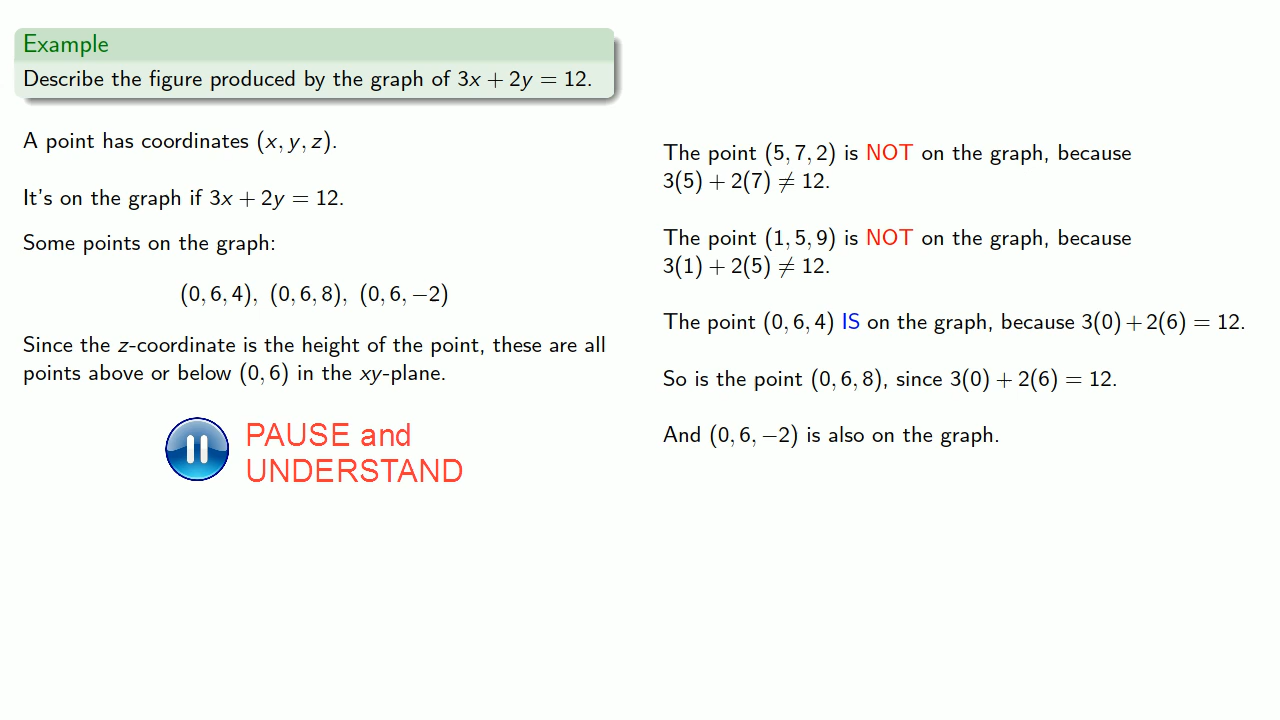 Example
Describe the figure produced by the graph of 3x + 2y = 12.
A point has coordinates (x, y, z).
It's on the graph if 3x + 2y = 12.
Some points on the graph:
(0, 6, 4), (0, 6, 8), (0, 6, −2)
Since the z-coordinate is the height of the point, these are all
points above or below (0, 6) in the xy-plane.
PAUSE and
UNDERSTAND
The point (5, 7, 2) is NOT on the graph, because
3(5) + 2(7) ≠ 12.
The point (1, 5, 9) is NOT on the graph, because
3(1) + 2(5) ≠ 12.
The point (0, 6, 4) IS on the graph, because 3(0) + 2(6) = 12.
So is the point (0, 6, 8), since 3(0) + 2(6) = 12.
And (0, 6, −2) is also on the graph.